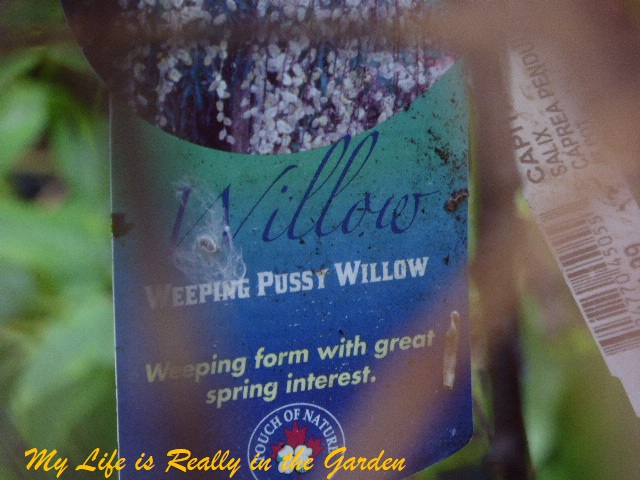 Willow
WEEPING PUSSY WILLOW
Weeping form with great
spring interest.
TOUCH OF NATURE
SALIX
CAPREA PENDU
My Life is Really in the Garden